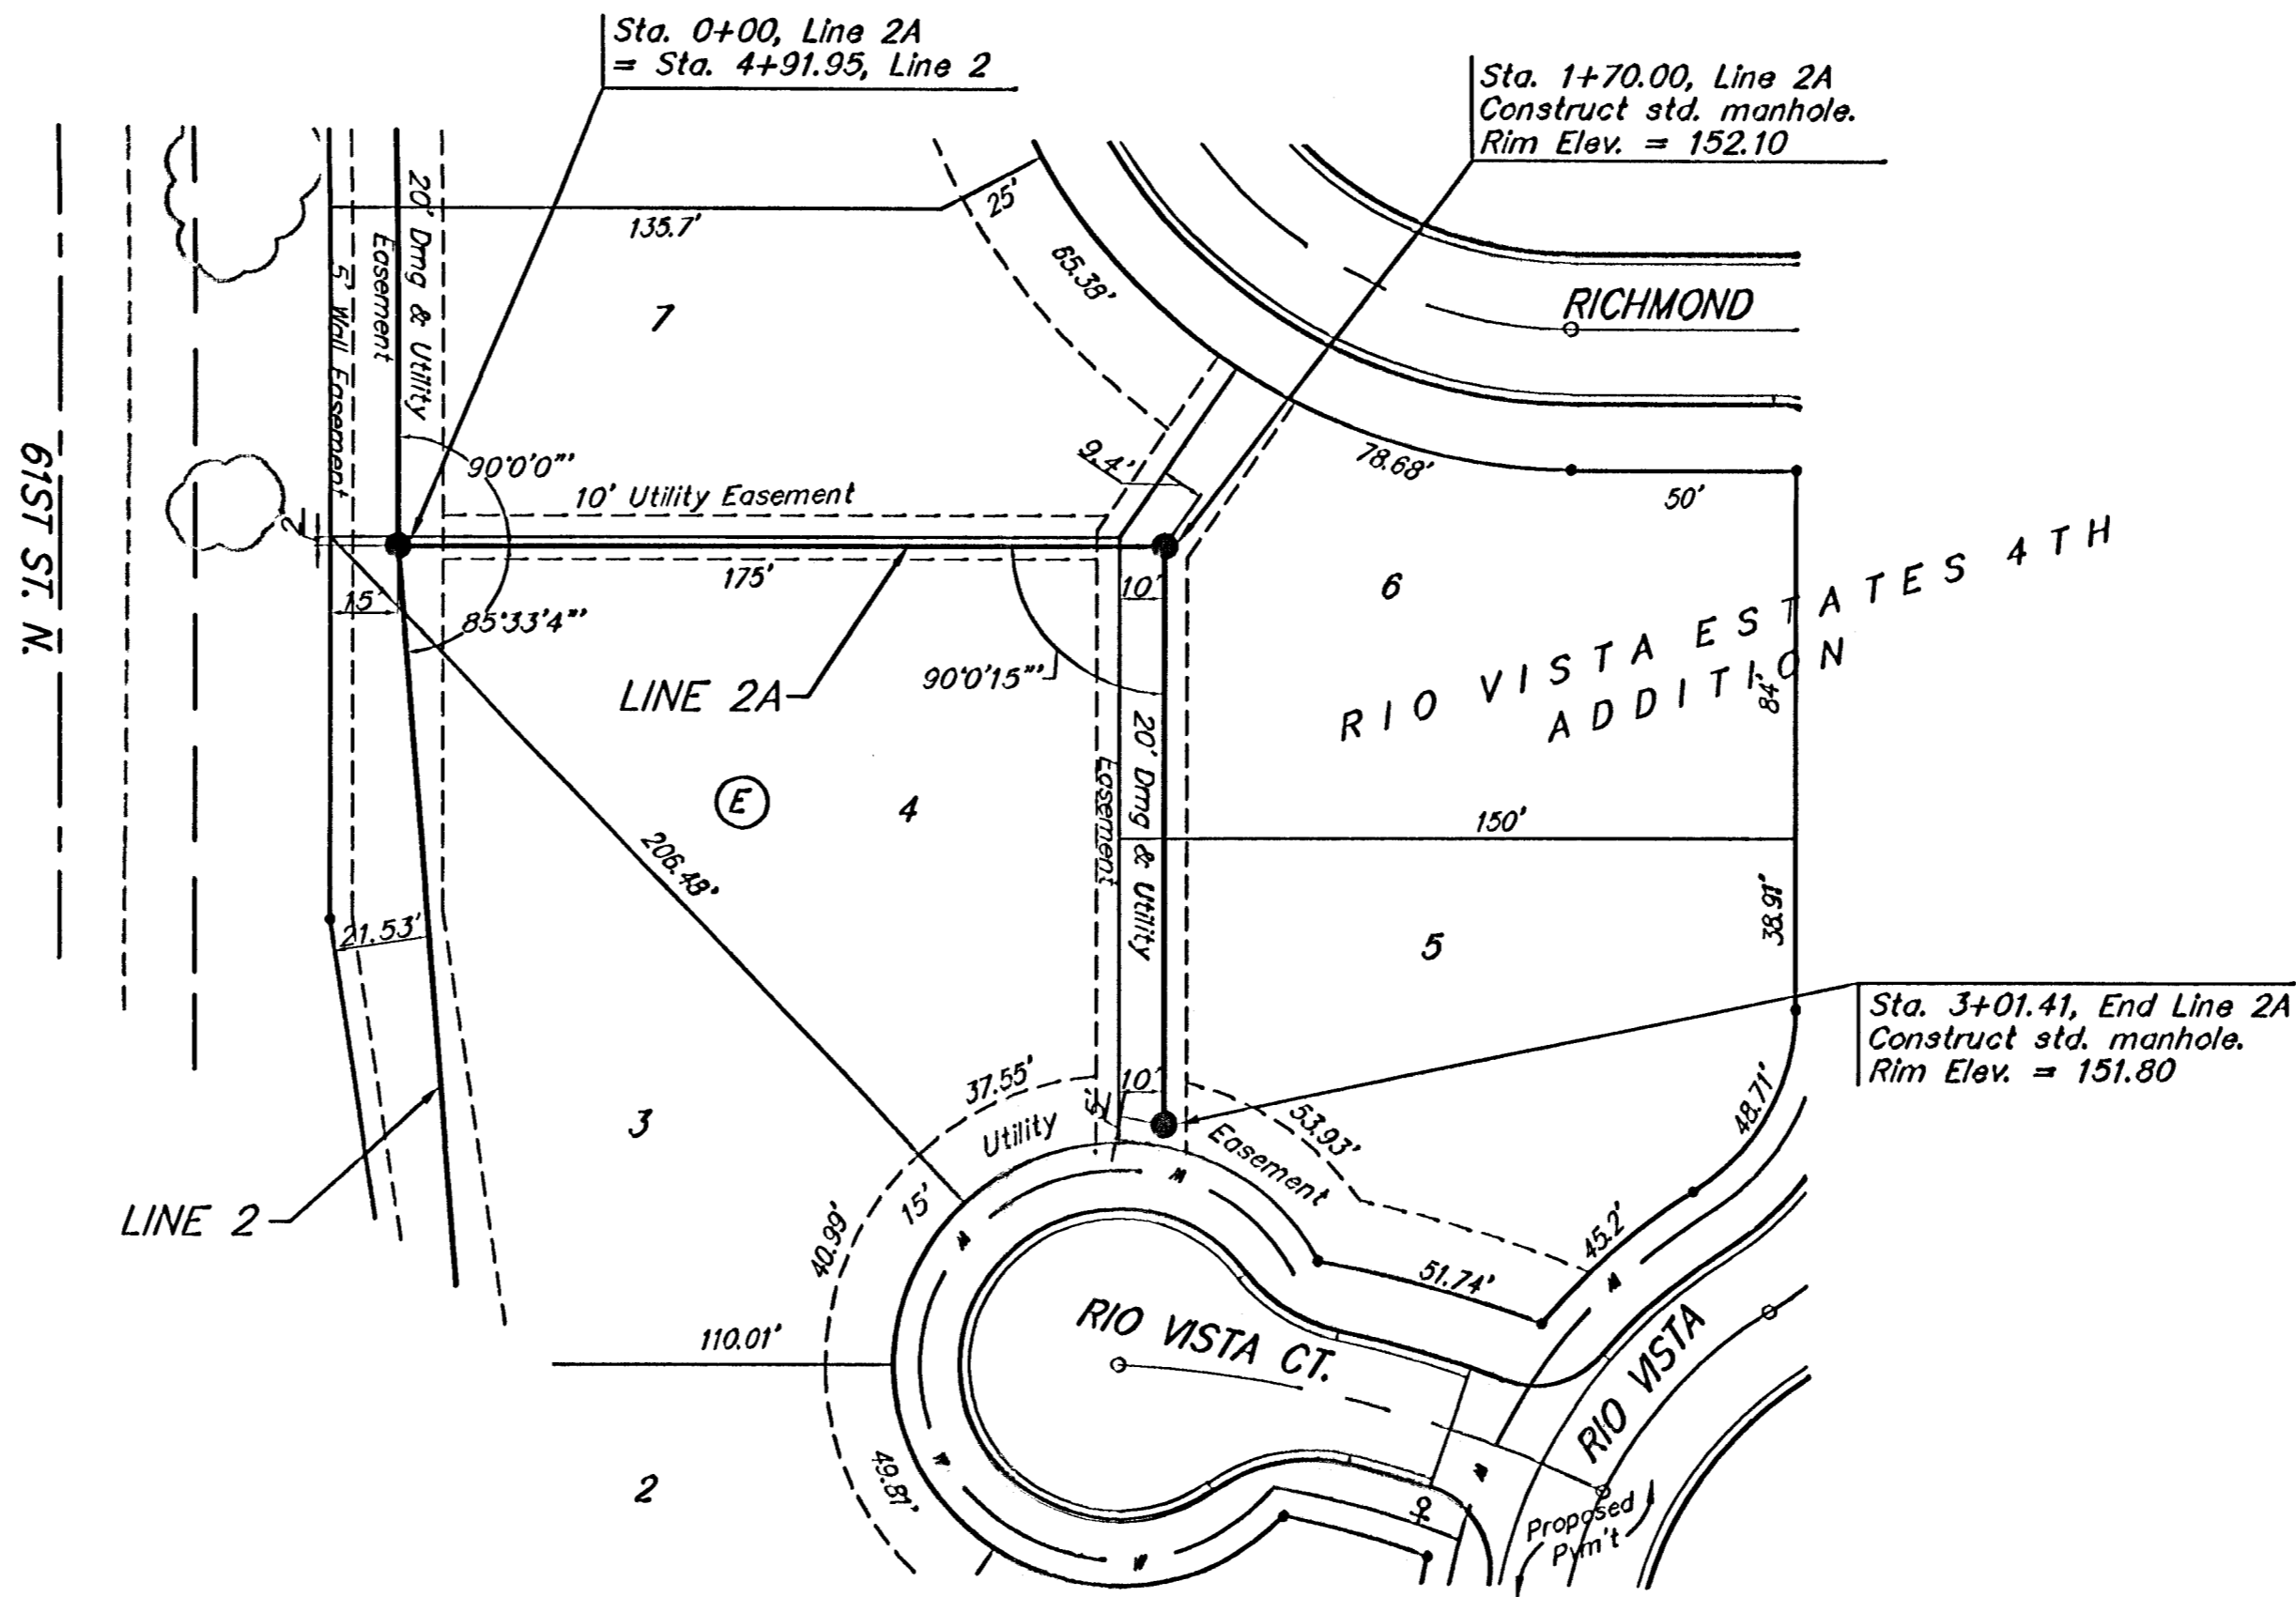 Sta. 0+00, Line 2A
= Sta. 4+91.95, Line 2
Sta. 1+70.00, Line 2A
Construct std. manhole.
Rim Elev. = 152.10
20' Drng & Utility
Easement
5' Wall Easement
135.7'
25'
65.38'
RICHMOND
7
61ST ST. N.
90°0'0"
10' Utility Easement
9.4'
78.68'
50'
2'
175'
15'
10'
6
85°33'4"
LINE 2A
90°0'15"
RIO VISTA ESTATES 4TH
ADDITION
84'
20' Drng & Utility
Easement
E
4
206.48'
150'
38.91'
21.53'
5
Sta. 3+01.41, End Line 2A
Construct std. manhole.
Rim Elev. = 151.80
37.55'
10'
5'
3
Utility
Easement
53.93'
48.71'
LINE 2
15'
40.99'
45.2'
51.74'
110.01'
RIO VISTA CT.
RIO VISTA
49.81'
2
Proposed
Pvm't